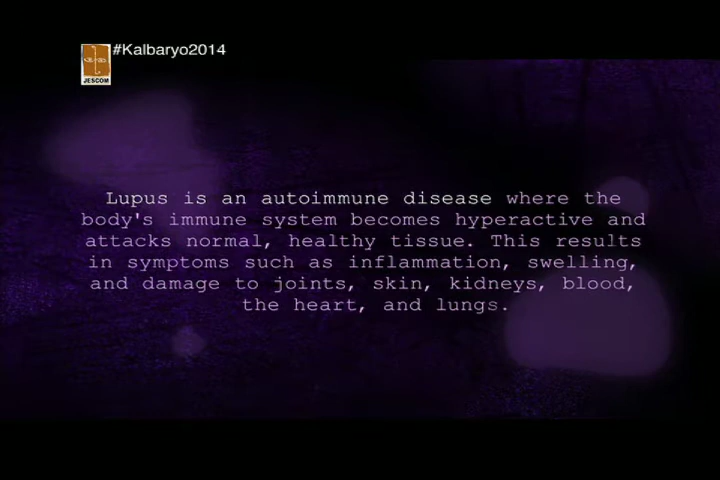 #Kalbaryo2014
JESCOM
Lupus is an autoimmune disease where the
body's immune system becomes hyperactive and
attacks normal, healthy tissue. This results
in symptoms such as inflammation, swelling,
and damage to joints, skin, kidneys, blood,
the heart, and lungs.